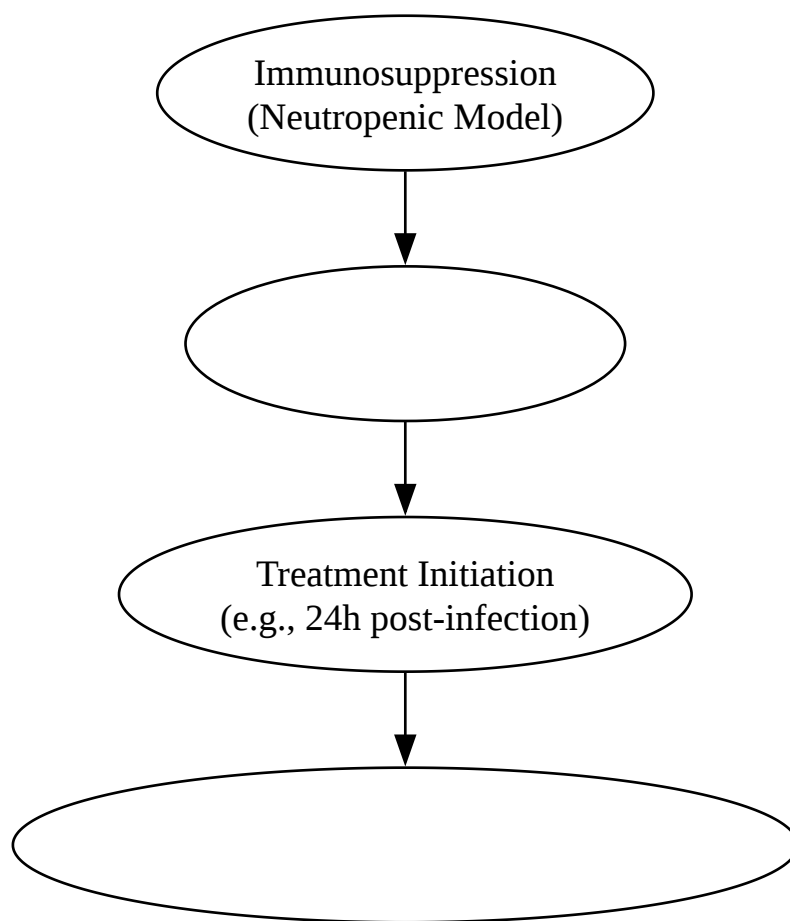 Immunosuppression
(Neutropenic Model)
Treatment Initiation
(e.g., 24h post-infection)